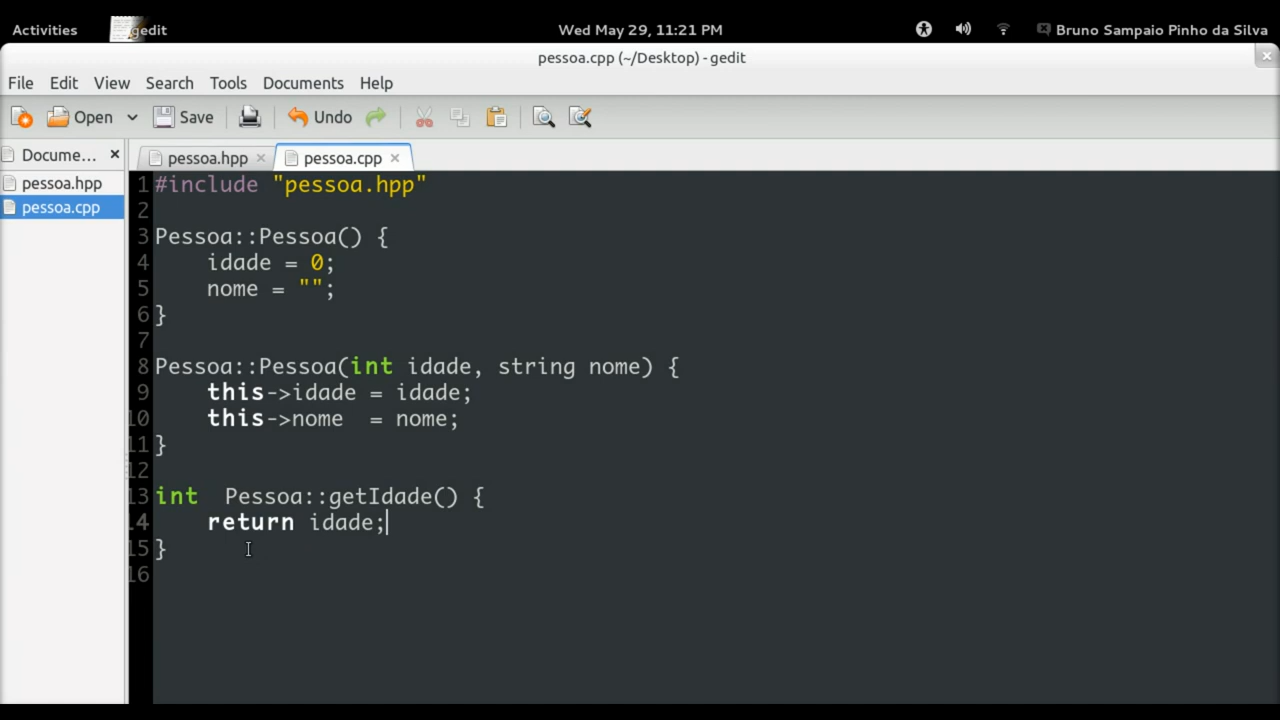 Activities gedit Wed May 29, 11:21 PM Bruno Sampaio Pinho da Silva
pessoa.cpp (~/Desktop) - gedit
File Edit View Search Tools Documents Help
Open Save Undo
Docume... pessoa.hpp pessoa.cpp
pessoa.hpp
pessoa.cpp
1 #include "pessoa.hpp"
2
3 Pessoa::Pessoa() {
4     idade = 0;
5     nome = "";
6 }
7
8 Pessoa::Pessoa(int idade, string nome) {
9     this->idade = idade;
10     this->nome  = nome;
11 }
12
13 int  Pessoa::getIdade() {
14     return idade;
15 }
16